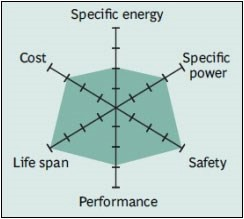 Specific energy
Cost
Specific
power
Life span
Safety
Performance